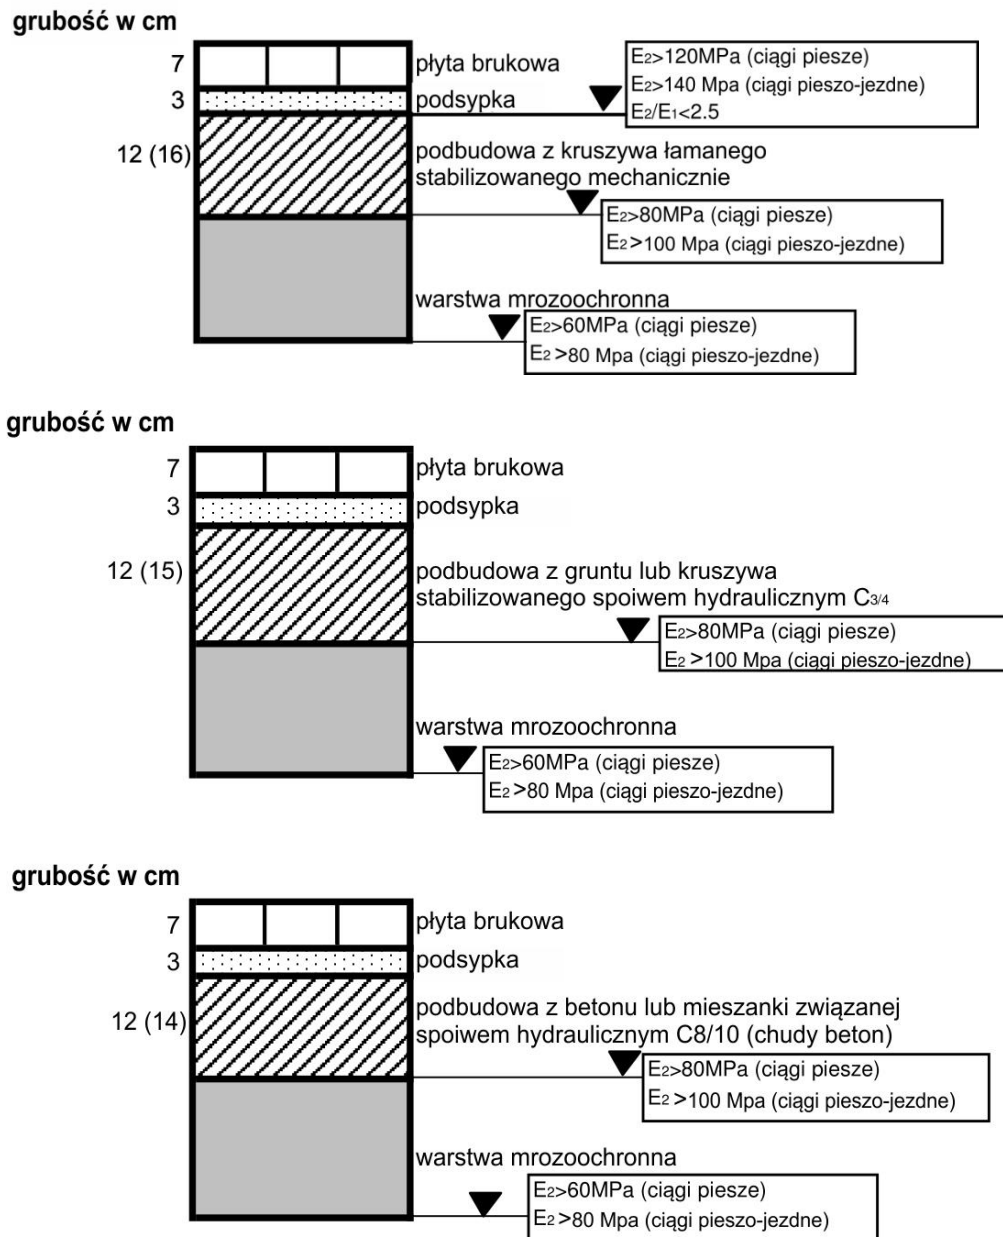 grubość w cm
7
płyta brukowa
E2>120MPa (ciągi piesze)
E2>140 Mpa (ciągi pieszo-jezdne)
E2/E1<2.5
3
podsypka
12 (16)
podbudowa z kruszywa łamanego
stabilizowanego mechanicznie
E2>80MPa (ciągi piesze)
E2 >100 Mpa (ciągi pieszo-jezdne)
warstwa mrozoochronna
E2>60MPa (ciągi piesze)
E2 >80 Mpa (ciągi pieszo-jezdne)
grubość w cm
7
płyta brukowa
3
podsypka
12 (15)
podbudowa z gruntu lub kruszywa
stabilizowanego spoiwem hydraulicznym C3/4
E2>80MPa (ciągi piesze)
E2 >100 Mpa (ciągi pieszo-jezdne)
warstwa mrozoochronna
E2>60MPa (ciągi piesze)
E2 >80 Mpa (ciągi pieszo-jezdne)
grubość w cm
7
płyta brukowa
3
podsypka
12 (14)
podbudowa z betonu lub mieszanki związanej
spoiwem hydraulicznym C8/10 (chudy beton)
E2>80MPa (ciągi piesze)
E2 >100 Mpa (ciągi pieszo-jezdne)
warstwa mrozoochronna
E2>60MPa (ciągi piesze)
E2 >80 Mpa (ciągi pieszo-jezdne)